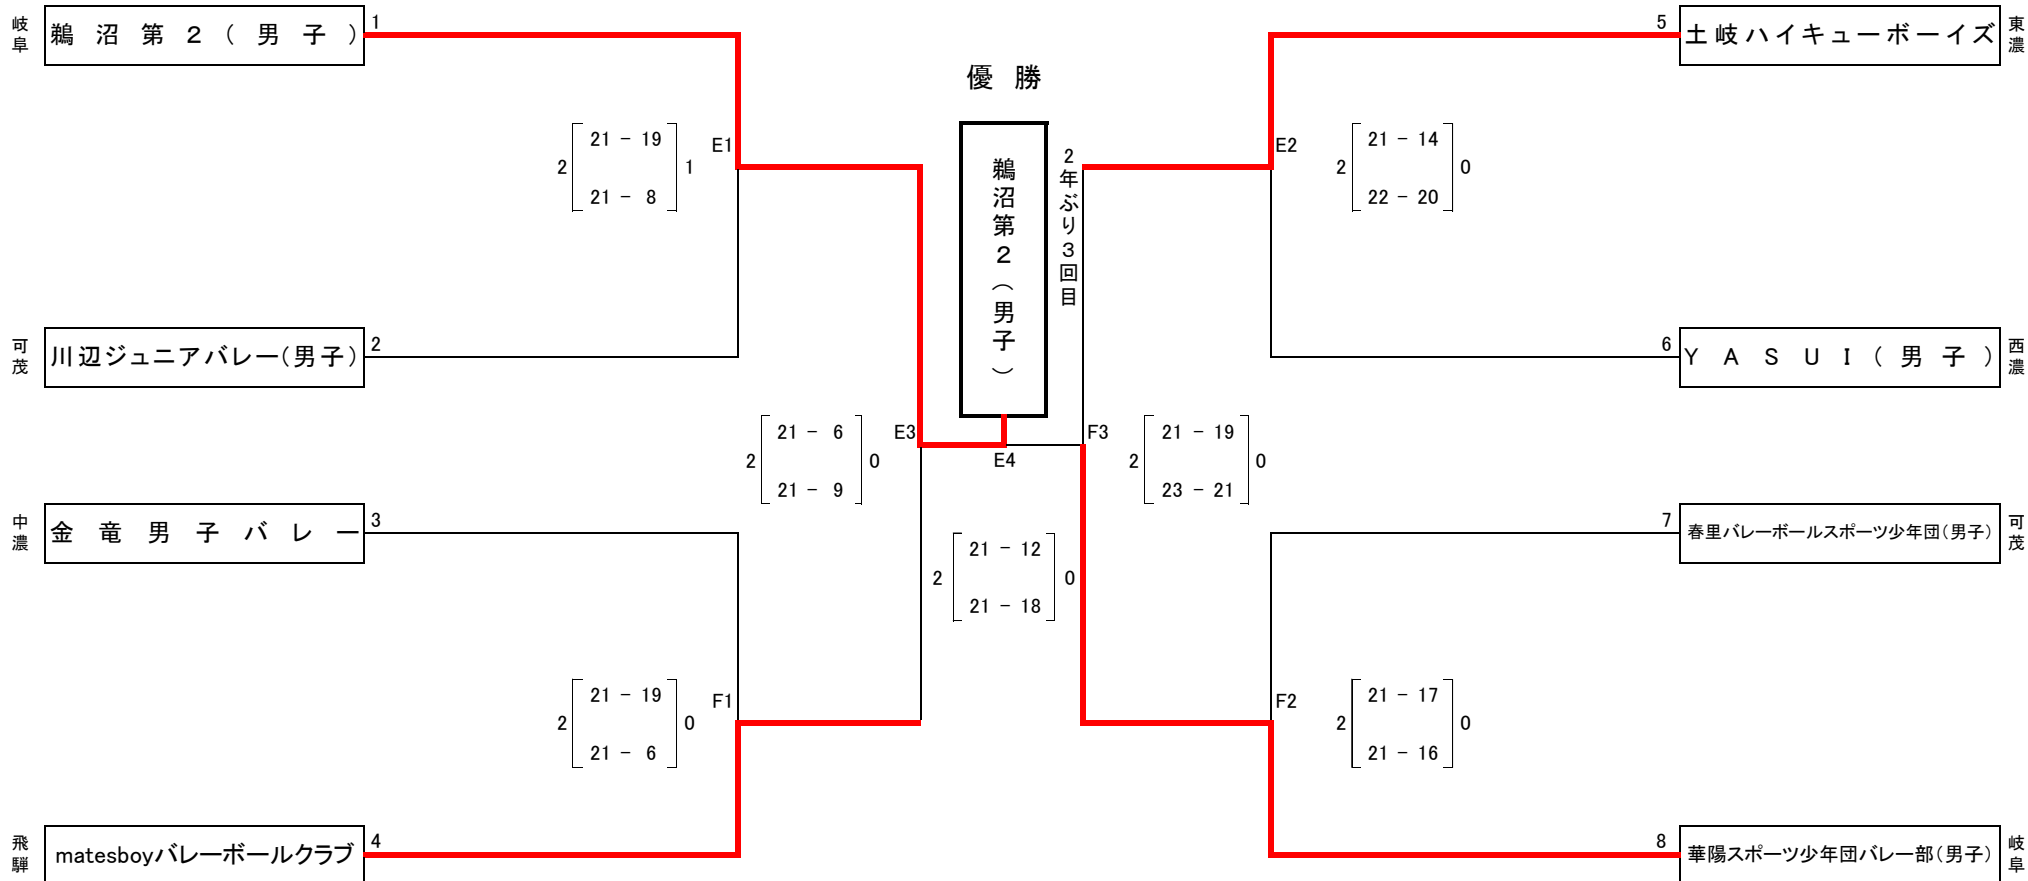 岐阜
鵜沼第２（男子）
1
5
土岐ハイキューボーイズ
東濃
優勝
鵜沼第２（男子）
２年ぶり３回目
2
21 － 19
21 － 8
1
E1
E2
2
21 － 14
22 － 20
0
可茂
川辺ジュニアバレー（男子）
2
6
ＹＡＳＵＩ（男子）
西濃
2
21 － 6
21 － 9
0
E3
E4
F3
2
21 － 19
23 － 21
0
中濃
金竜男子バレー
3
7
春里バレーボールスポーツ少年団（男子）
可茂
2
21 － 12
21 － 18
0
2
21 － 19
21 － 6
0
F1
F2
2
21 － 17
21 － 16
0
飛騨
matesboyバレーボールクラブ
4
8
華陽スポーツ少年団バレー部（男子）
岐阜